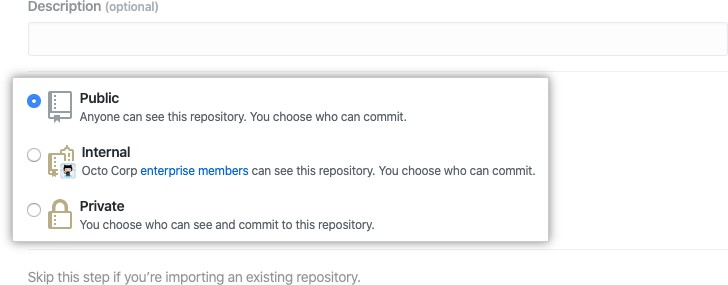 Description (optional)
Public
Anyone can see this repository. You choose who can commit.
Internal
Octo Corp enterprise members can see this repository. You choose who can commit.
Private
You choose who can see and commit to this repository.
Skip this step if you’re importing an existing repository.